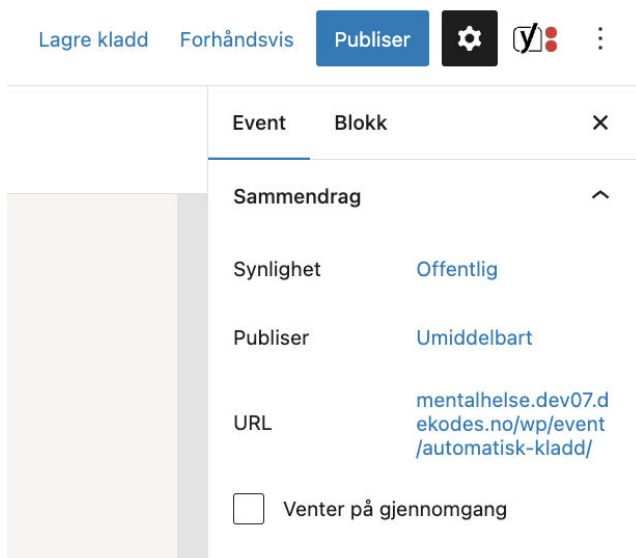 Lagre kladd Forhåndsvis Publiser
Event Blokk
Sammendrag
Synlighet Offentlig
Publiser Umiddelbart
URL mentalhelse.dev07.d
ekodes.no/wp/event
/automatisk-kladd/
Venter på gjennomgang